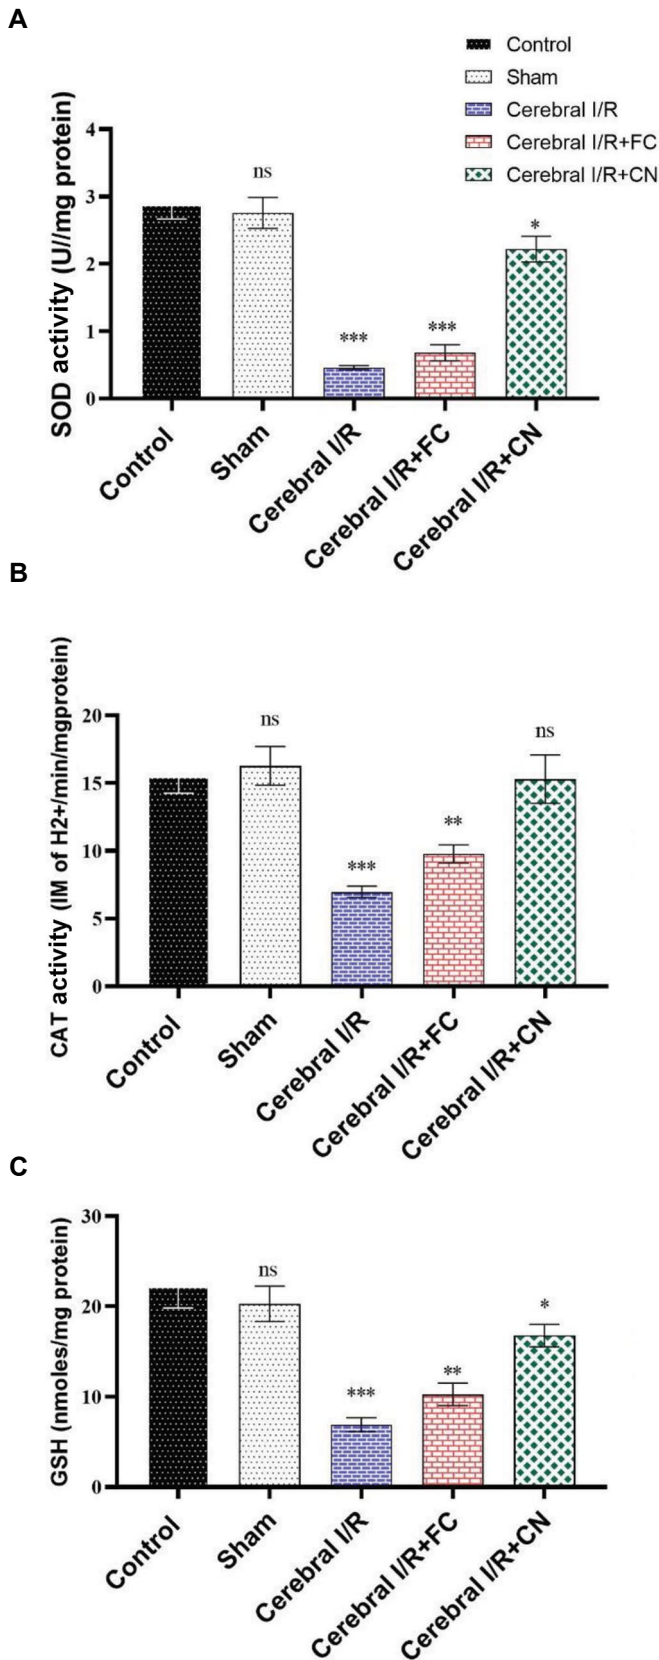 A
Control
Sham
Cerebral I/R
Cerebral I/R+FC
Cerebral I/R+CN
SOD activity (U//mg protein)
4
3
2
1
0
ns
***
***
*
Control
Sham
Cerebral I/R
Cerebral I/R+FC
Cerebral I/R+CN
B
CAT activity (IM of H2+/min/mgprotein)
20
15
10
5
0
ns
***
**
ns
Control
Sham
Cerebral I/R
Cerebral I/R+FC
Cerebral I/R+CN
C
GSH (nmoles/mg protein)
30
20
10
0
ns
***
**
*
Control
Sham
Cerebral I/R
Cerebral I/R+FC
Cerebral I/R+CN